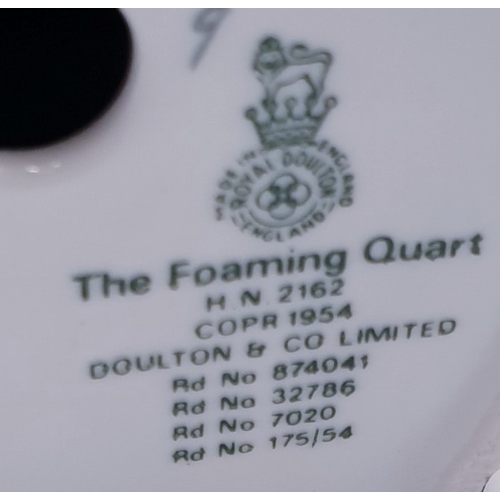 9
MADE IN ENGLAND
ROYAL DOULTON
ENGLAND
The Foaming Quart
H N 2162
COPR 1954
DOULTON & CO LIMITED
Rd No 874041
Rd No 32786
Rd No 7020
Rd No 175/54